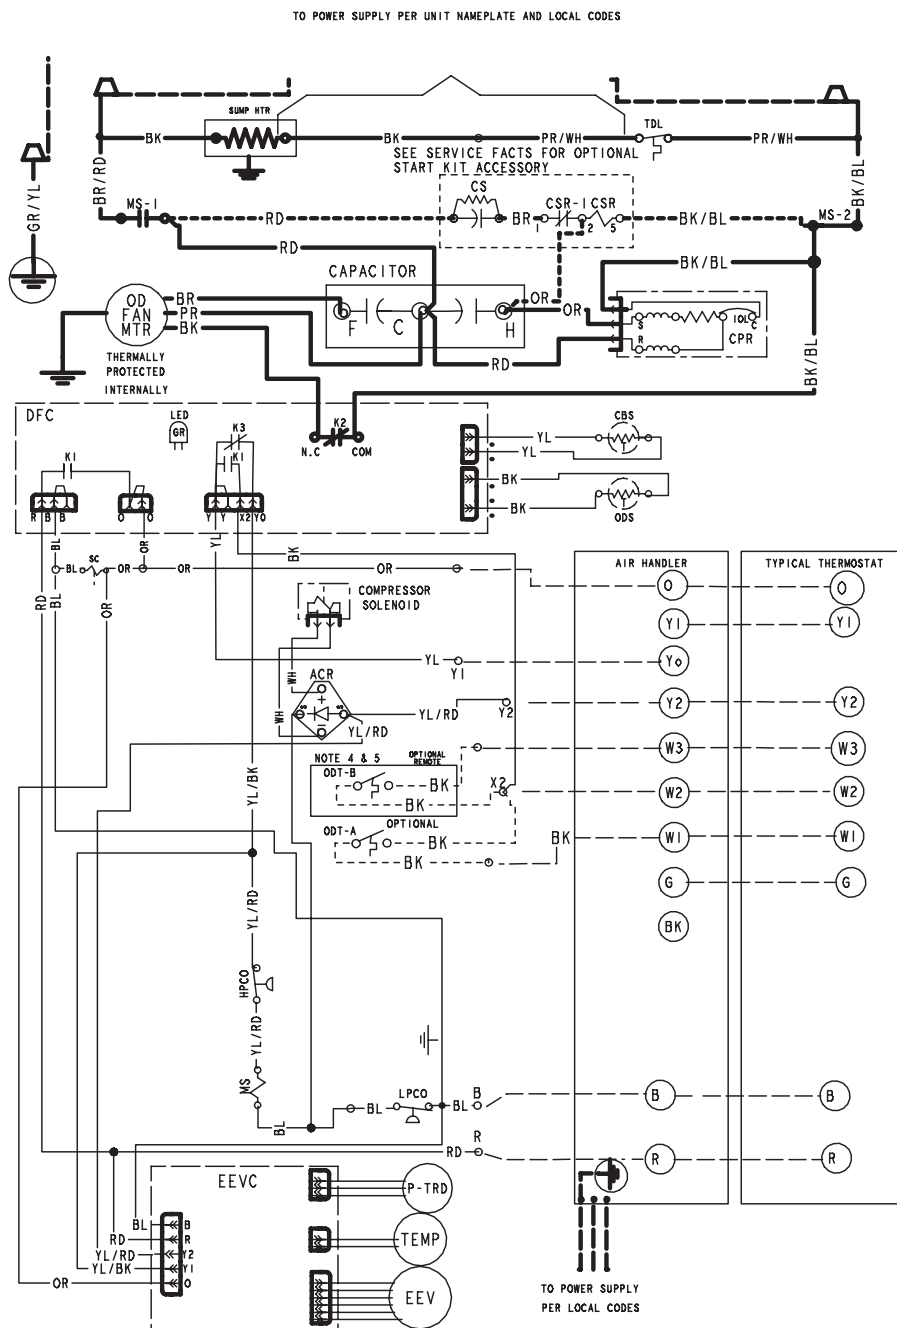 TO POWER SUPPLY PER UNIT NAMEPLATE AND LOCAL CODES
SUMP HTR
BK
BK
PR/WH
TDL
PR/WH
SEE SERVICE FACTS FOR OPTIONAL
START KIT ACCESSORY
GR/YL
BR/RD
BK/BL
MS-1
RD
CS
BR
CSR-1
CSR
1
2
5
BK/BL
MS-2
RD
BK/BL
CAPACITOR
OD
FAN
MTR
BR
PR
BK
F
C
H
OR
OR
S
R
IOL
C
CPR
RD
THERMALLY
PROTECTED
INTERNALLY
BK/BL
DFC
LED
GR
K3
K1
K1
K2
N.C
COM
YL
YL
CBS
BK
BK
ODS
R
B
B
O
O
Y
Y
X2
YO
BL
SC
BL
OR
OR
OR
OR
YL
BK
RD
BL
OR
AIR HANDLER
TYPICAL THERMOSTAT
COMPRESSOR
SOLENOID
O
O
Y1
Y1
WH
WH
YL
Y1
Yo
ACR
+
-
YL/RD
YL/RD
Y2
Y2
Y2
NOTE 4 & 5
OPTIONAL
REMOTE
ODT-B
BK
BK
X2
W3
W3
W2
W2
YL/BK
ODT-A
OPTIONAL
BK
BK
BK
W1
W1
G
G
BK
YL/RD
HPCO
YL/RD
MS
BL
BL
LPCO
BL
B
B
B
R
RD
R
R
EEVC
P-TRD
TEMP
EEV
BL
RD
YL/RD
YL/BK
OR
B
R
Y2
Y1
O
TO POWER SUPPLY
PER LOCAL CODES